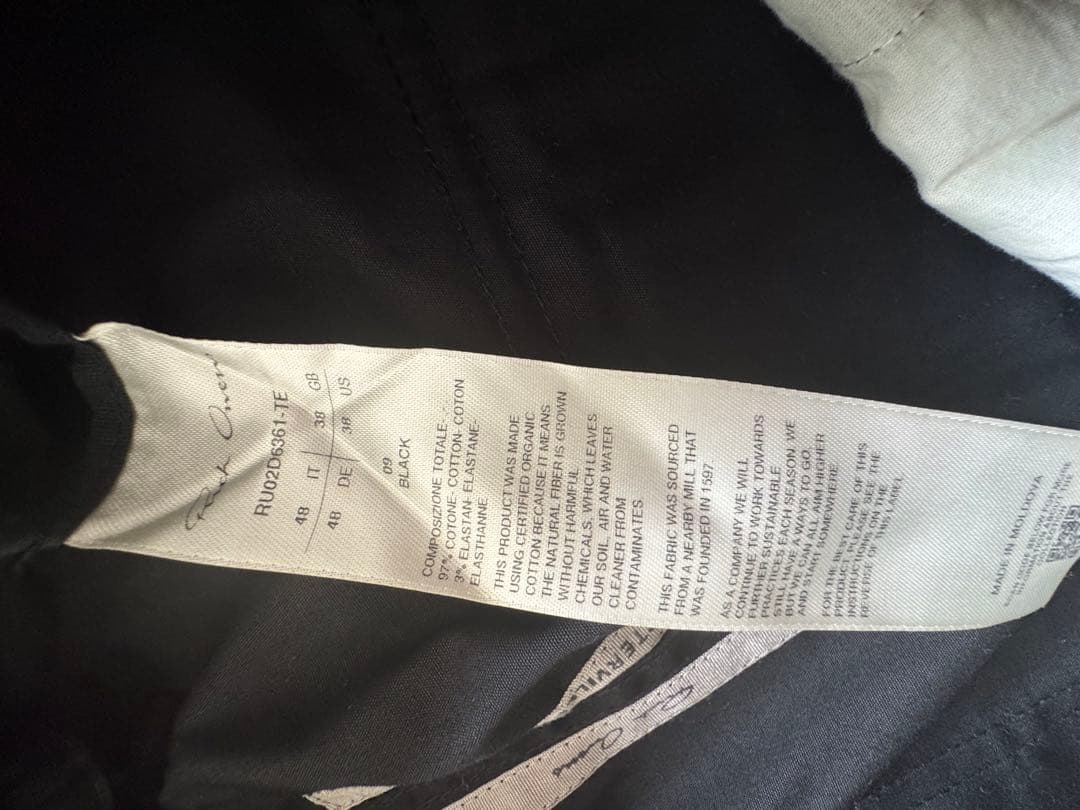 Rick Owens
RU02D6361-TE
48 IT 38 GB
48 DE 38 US
09
BLACK
COMPOSIZIONE TOTALE-
97% COTONE- COTTON- COTON
3% ELASTAN- ELASTANE-
ELASTHANNE
THIS PRODUCT WAS MADE
USING CERTIFIED ORGANIC
COTTON BECAUSE IT MEANS
THE NATURAL FIBER IS GROWN
WITHOUT HARMFUL
CHEMICALS, WHICH LEAVES
OUR SOIL, AIR AND WATER
CLEANER FROM
CONTAMINATES.
THIS FABRIC WAS SOURCED
FROM A NEARBY MILL THAT
WAS FOUNDED IN 1597
AS A COMPANY WE WILL
CONTINUE TO WORK TOWARDS
FURTHER SUSTAINABLE
PRACTICES EACH SEASON. WE
STILL HAVE A WAYS TO GO,
BUT WE CAN ALL AIM HIGHER
AND START SOMEWHERE
FOR THE BEST CARE OF THIS
PRODUCT PLEASE SEE THE
INSTRUCTIONS ON THE
REVERSE OF THIS LABEL
MADE IN MOLDOVA
Rick Owens